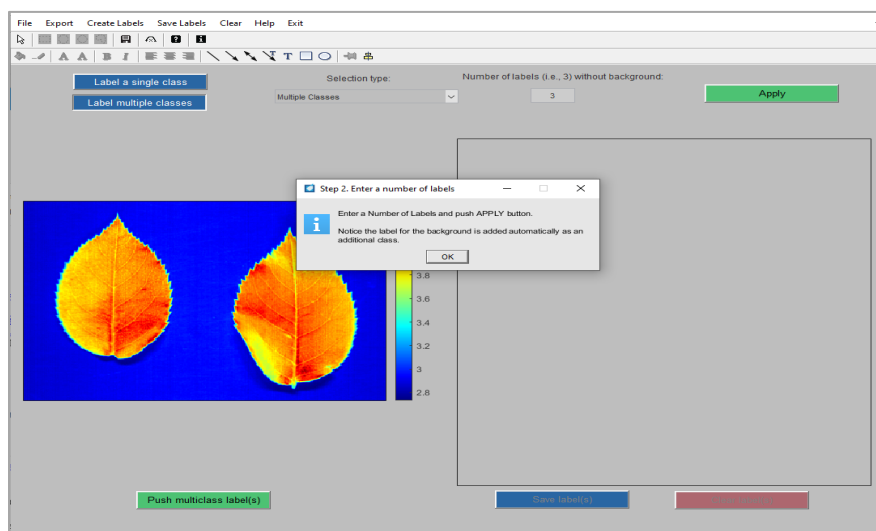 File Export Create Labels Save Labels Clear Help Exit
B I T
Label a single class
Label multiple classes
Selection type:
Multiple Classes
Number of labels (i.e., 3) without background:
3
Apply
Step 2. Enter a number of labels
Enter a Number of Labels and push APPLY button.
Notice the label for the background is added automatically as an
additional class.
OK
3.8
3.6
3.4
3.2
3
2.8
Push multiclass label(s)
Save label(s)